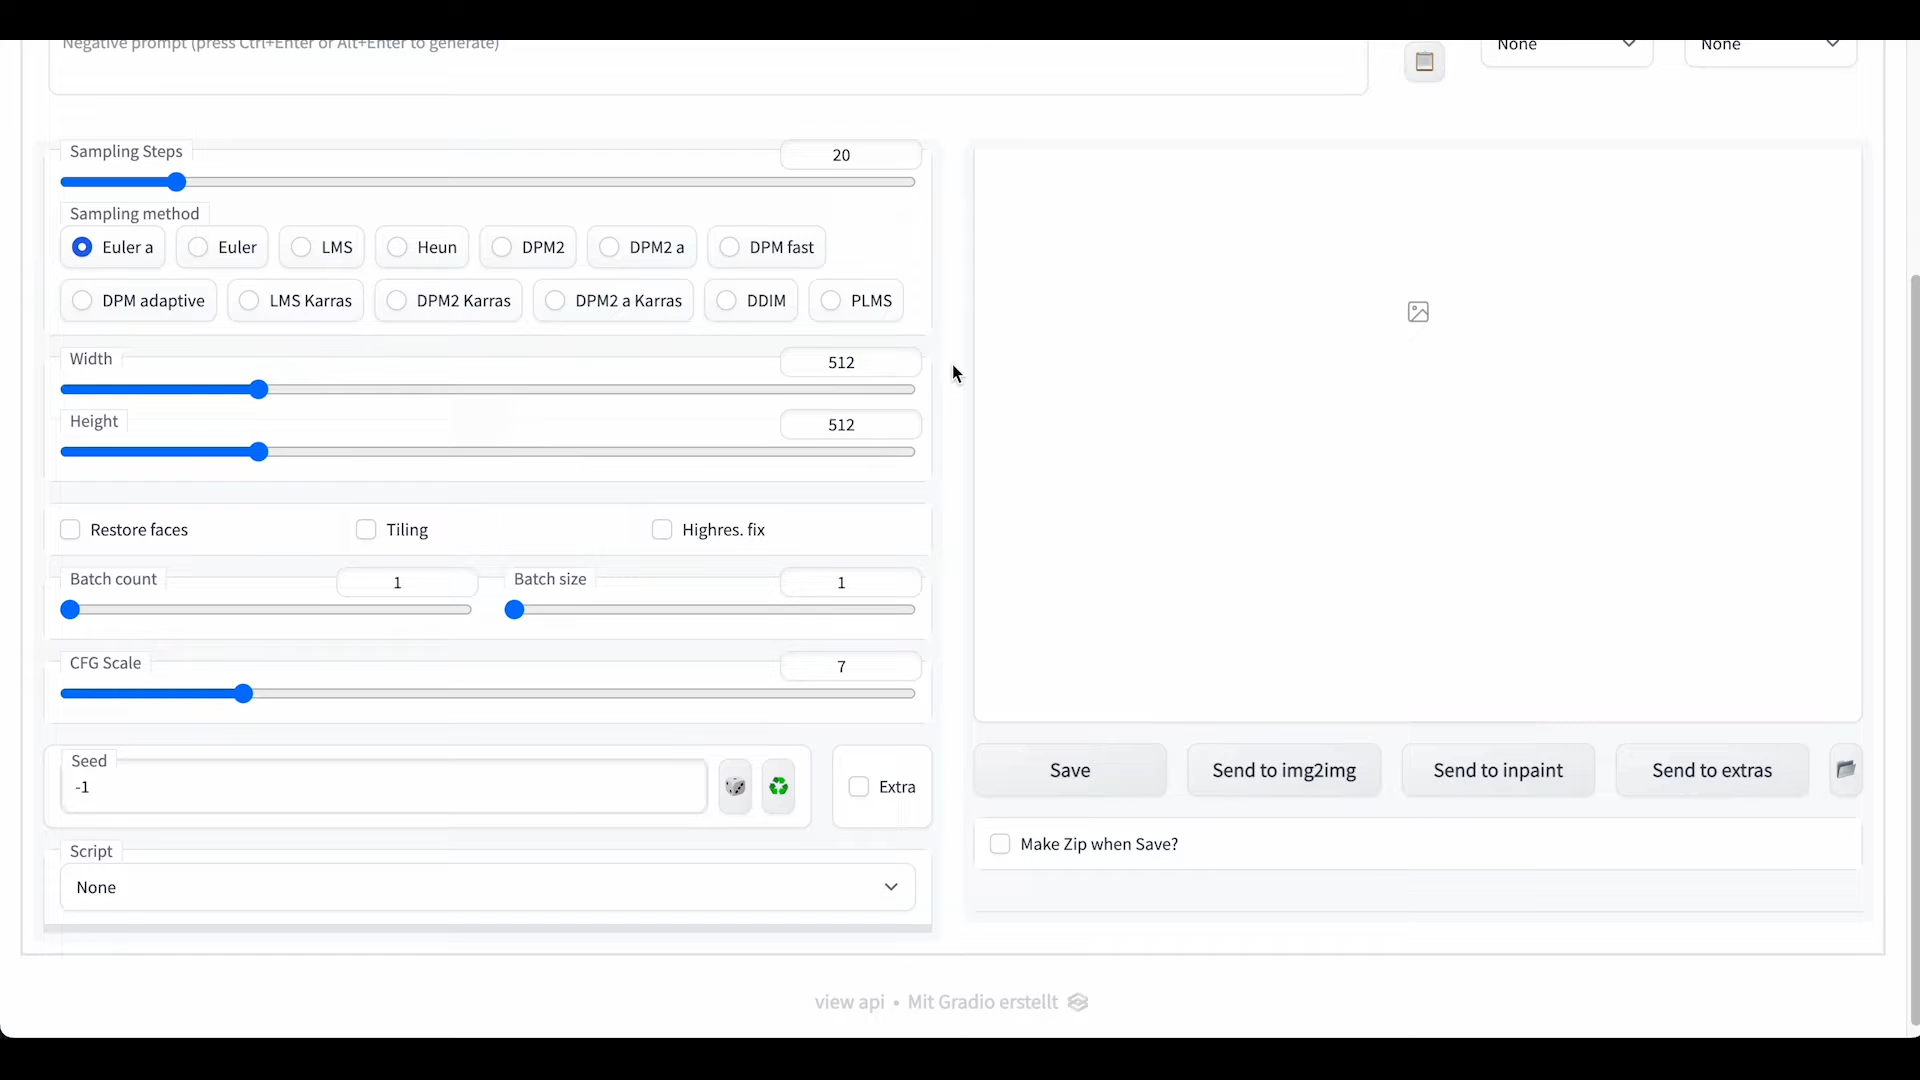 Negative prompt (press Ctrl+Enter or Alt+Enter to generate)
None
None
Sampling Steps
20
Sampling method
Euler a
Euler
LMS
Heun
DPM2
DPM2 a
DPM fast
DPM adaptive
LMS Karras
DPM2 Karras
DPM2 a Karras
DDIM
PLMS
Width
512
Height
512
Restore faces
Tiling
Highres. fix
Batch count
1
Batch size
1
CFG Scale
7
Seed
-1
Extra
Script
None
Save
Send to img2img
Send to inpaint
Send to extras
Make Zip when Save?
view api • Mit Gradio erstellt